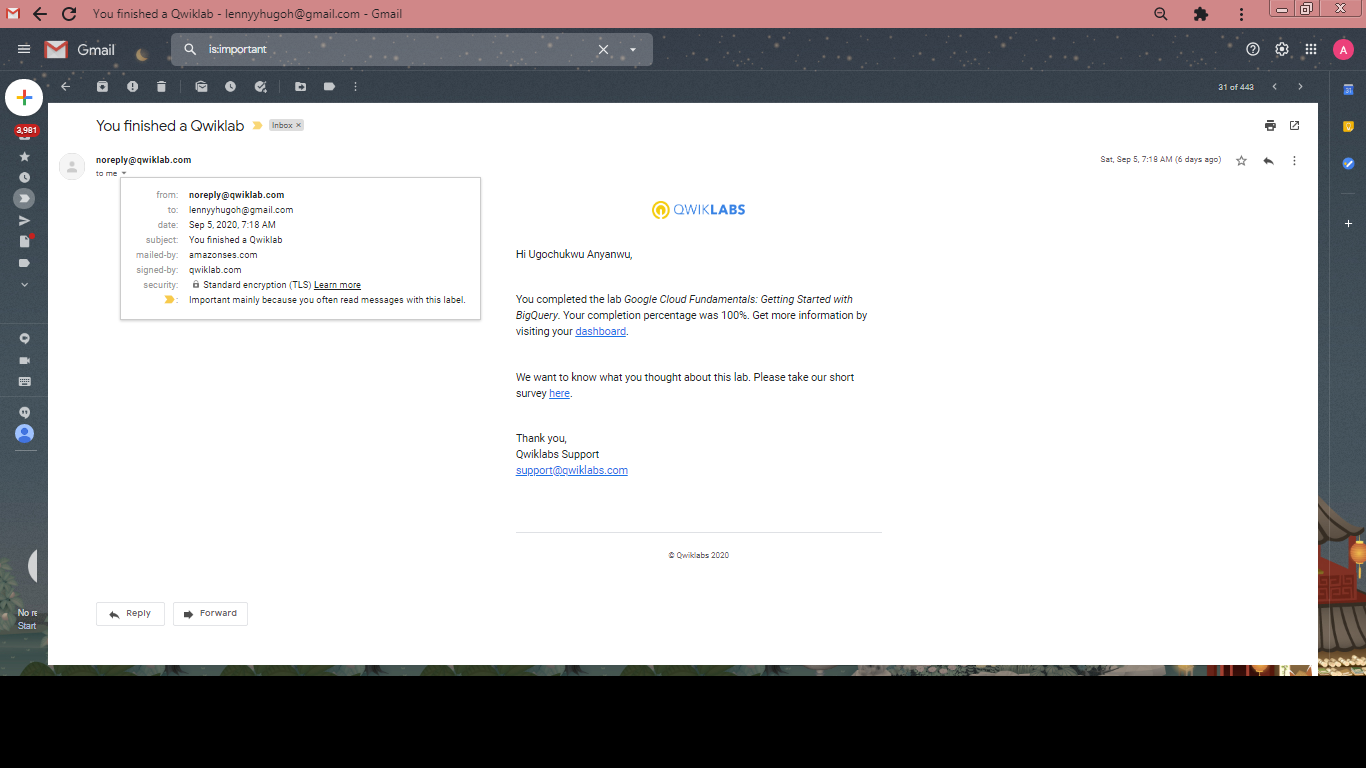 You finished a Qwiklab - lennyyhugoh@gmail.com - Gmail
Gmail
is:important
A
31 of 443
3,981
You finished a Qwiklab
Inbox ×
noreply@qwiklab.com
Sat, Sep 5, 7:18 AM (6 days ago)
to me
from: noreply@qwiklab.com
to: lennyyhugoh@gmail.com
date: Sep 5, 2020, 7:18 AM
subject: You finished a Qwiklab
mailed-by: amazonses.com
signed-by: qwiklab.com
security: Standard encryption (TLS) Learn more
: Important mainly because you often read messages with this label.
QWIKLABS
Hi Ugochukwu Anyanwu,
You completed the lab Google Cloud Fundamentals: Getting Started with
BigQuery. Your completion percentage was 100%. Get more information by
visiting your dashboard.
We want to know what you thought about this lab. Please take our short
survey here.
Thank you,
Qwiklabs Support
support@qwiklabs.com
© Qwiklabs 2020
Reply
Forward
No re
Start